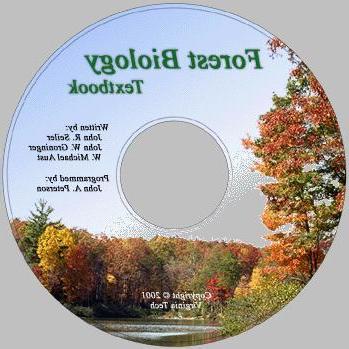 Forest Biology
Textbook
Written by:
John R. Seiler
John W. Groninger
W. Michael Aust
Programmed by:
John A. Peterson
Copyright © 2001
Virginia Tech